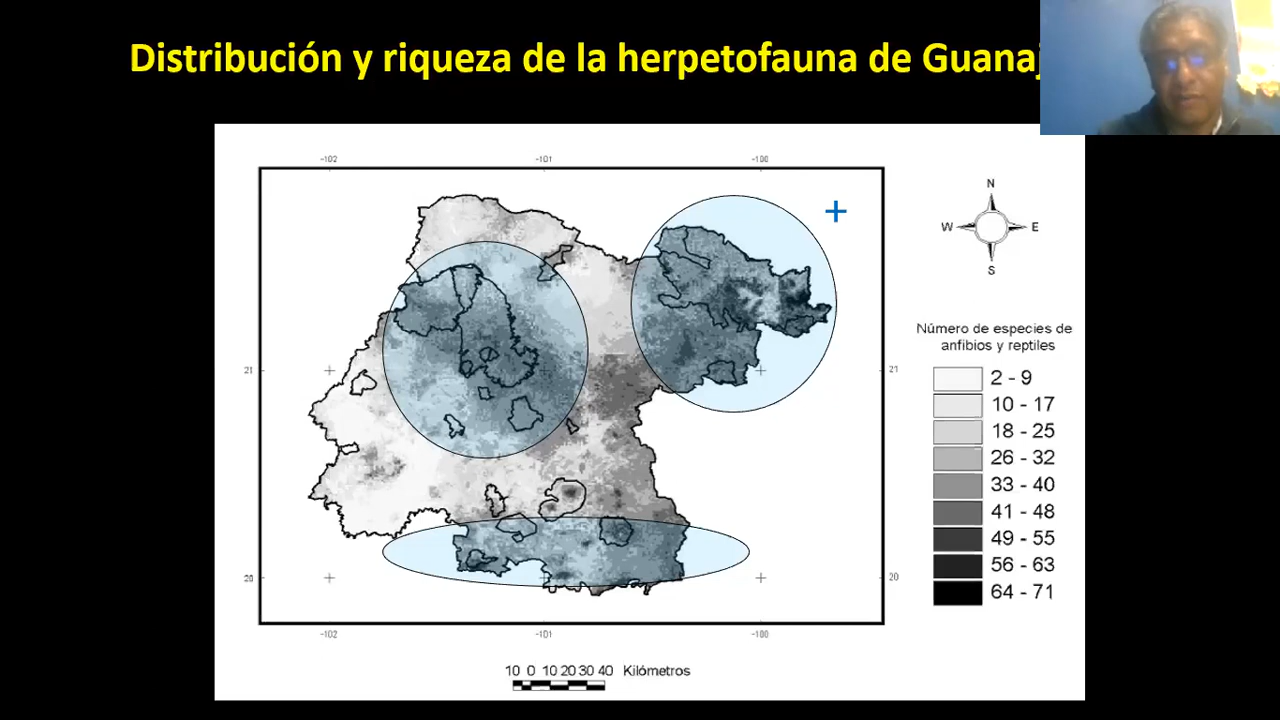 Distribución y riqueza de la herpetofauna de Guanaj
-102 -101 -100
N
W E
S
21 21
20 20
-102 -101 -100
Número de especies de
anfibios y reptiles
2 - 9
10 - 17
18 - 25
26 - 32
33 - 40
41 - 48
49 - 55
56 - 63
64 - 71
10 0 10 20 30 40 Kilómetros